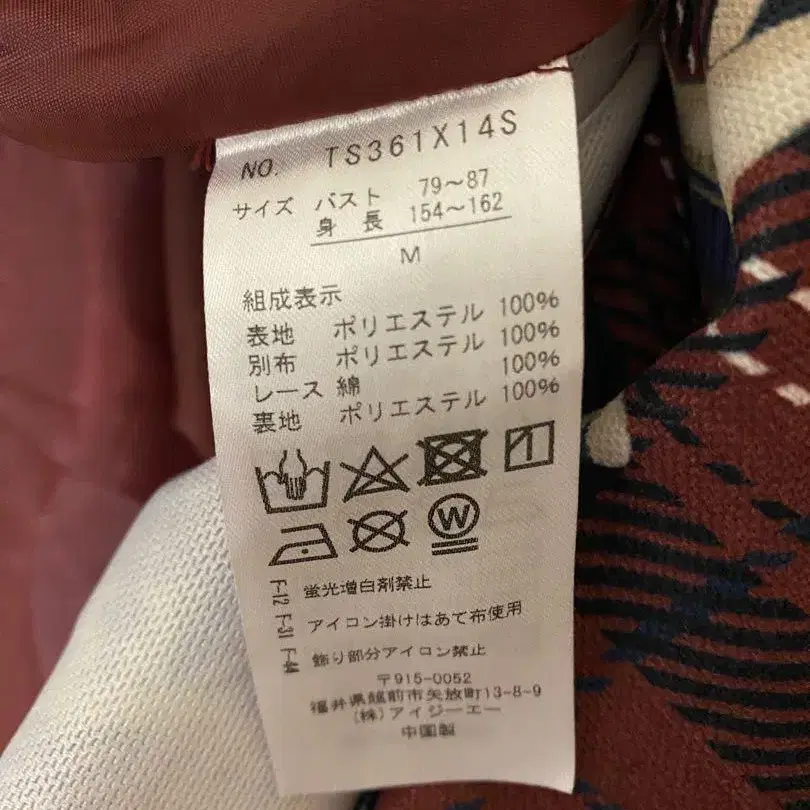 NO. TS361X14S
サイズ バスト 79～87
身長 154～162
M
組成表示
表地 ポリエステル 100%
別布 ポリエステル 100%
レース 綿 100%
裏地 ポリエステル 100%
W
F-12 蛍光増白剤禁止
F-31 アイロン掛けはあて布使用
F-44 飾り部分アイロン禁止
〒915-0052
福井県越前市矢放町13-8-9
(株)アイジーエー
中国製